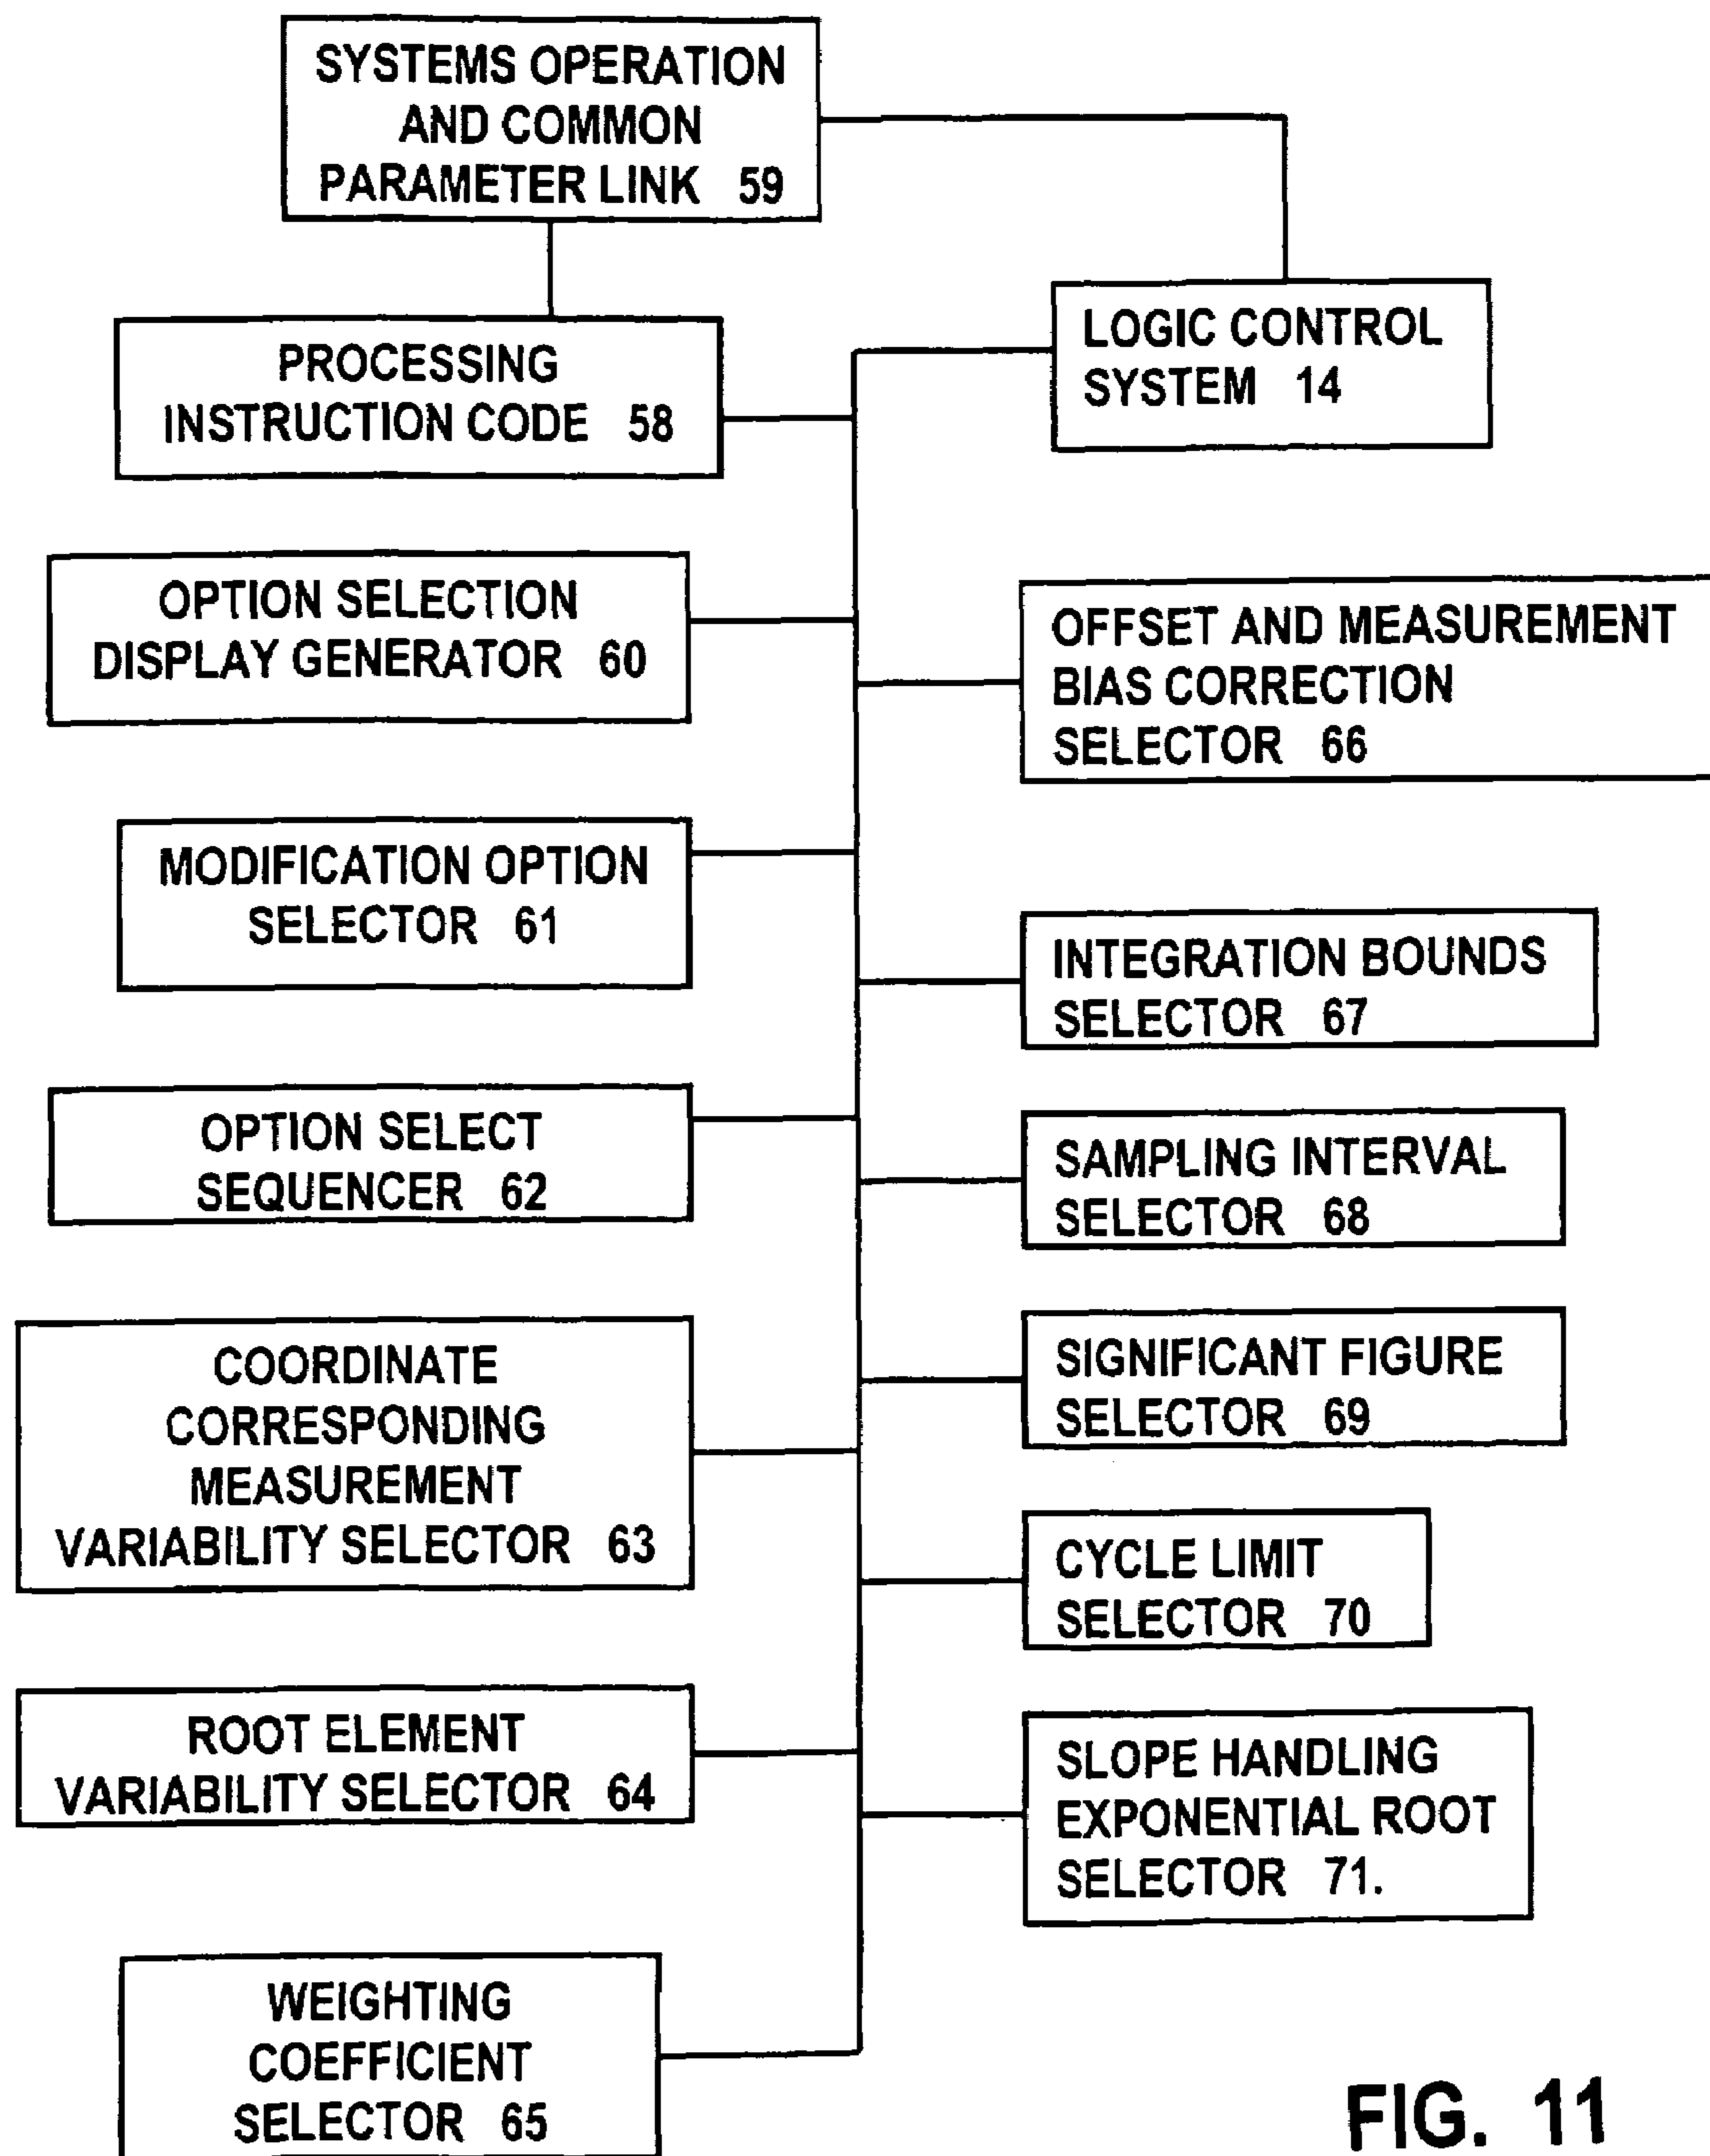 SYSTEMS OPERATION
AND COMMON
PARAMETER LINK 59
PROCESSING
INSTRUCTION CODE 58
LOGIC CONTROL
SYSTEM 14
OPTION SELECTION
DISPLAY GENERATOR 60
OFFSET AND MEASUREMENT
BIAS CORRECTION
SELECTOR 66
MODIFICATION OPTION
SELECTOR 61
INTEGRATION BOUNDS
SELECTOR 67
OPTION SELECT
SEQUENCER 62
SAMPLING INTERVAL
SELECTOR 68
COORDINATE
CORRESPONDING
MEASUREMENT
VARIABILITY SELECTOR 63
SIGNIFICANT FIGURE
SELECTOR 69
CYCLE LIMIT
SELECTOR 70
ROOT ELEMENT
VARIABILITY SELECTOR 64
SLOPE HANDLING
EXPONENTIAL ROOT
SELECTOR 71.
WEIGHTING
COEFFICIENT
SELECTOR 65
FIG. 11